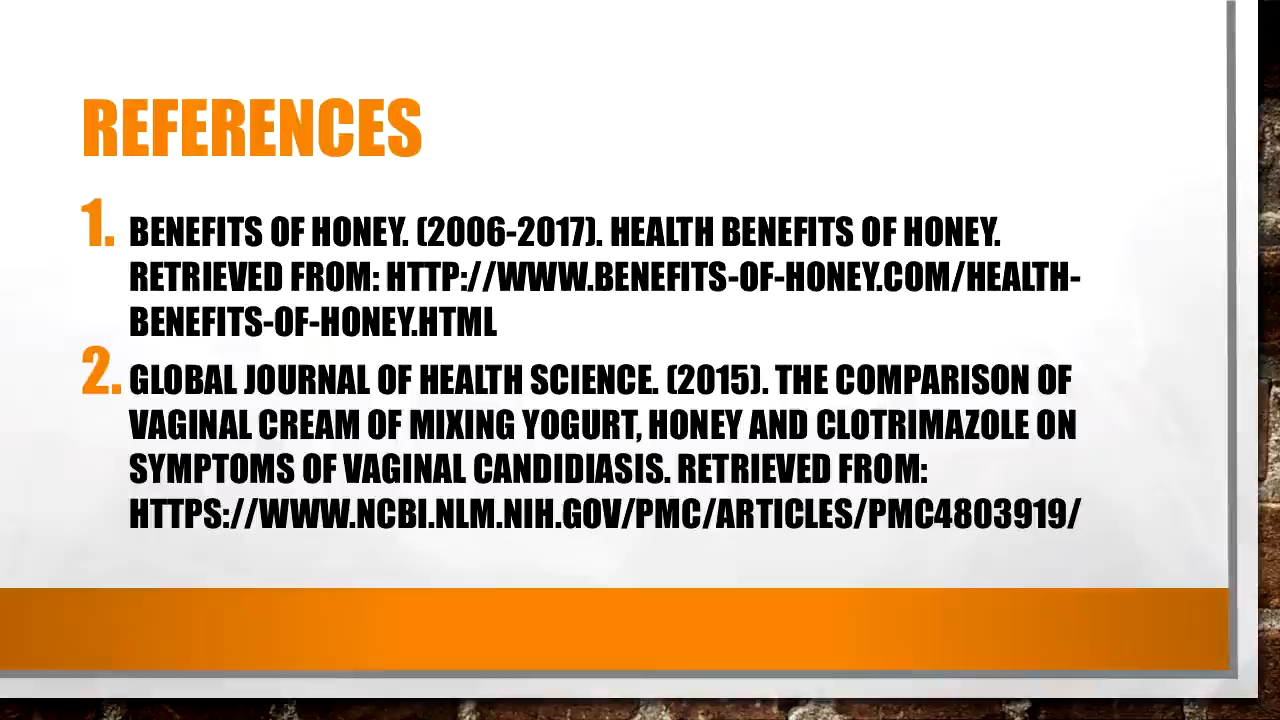 REFERENCES
1. BENEFITS OF HONEY. (2006-2017). HEALTH BENEFITS OF HONEY.
RETRIEVED FROM: HTTP://WWW.BENEFITS-OF-HONEY.COM/HEALTH-
BENEFITS-OF-HONEY.HTML
2. GLOBAL JOURNAL OF HEALTH SCIENCE. (2015). THE COMPARISON OF
VAGINAL CREAM OF MIXING YOGURT, HONEY AND CLOTRIMAZOLE ON
SYMPTOMS OF VAGINAL CANDIDIASIS. RETRIEVED FROM:
HTTPS://WWW.NCBI.NLM.NIH.GOV/PMC/ARTICLES/PMC4803919/